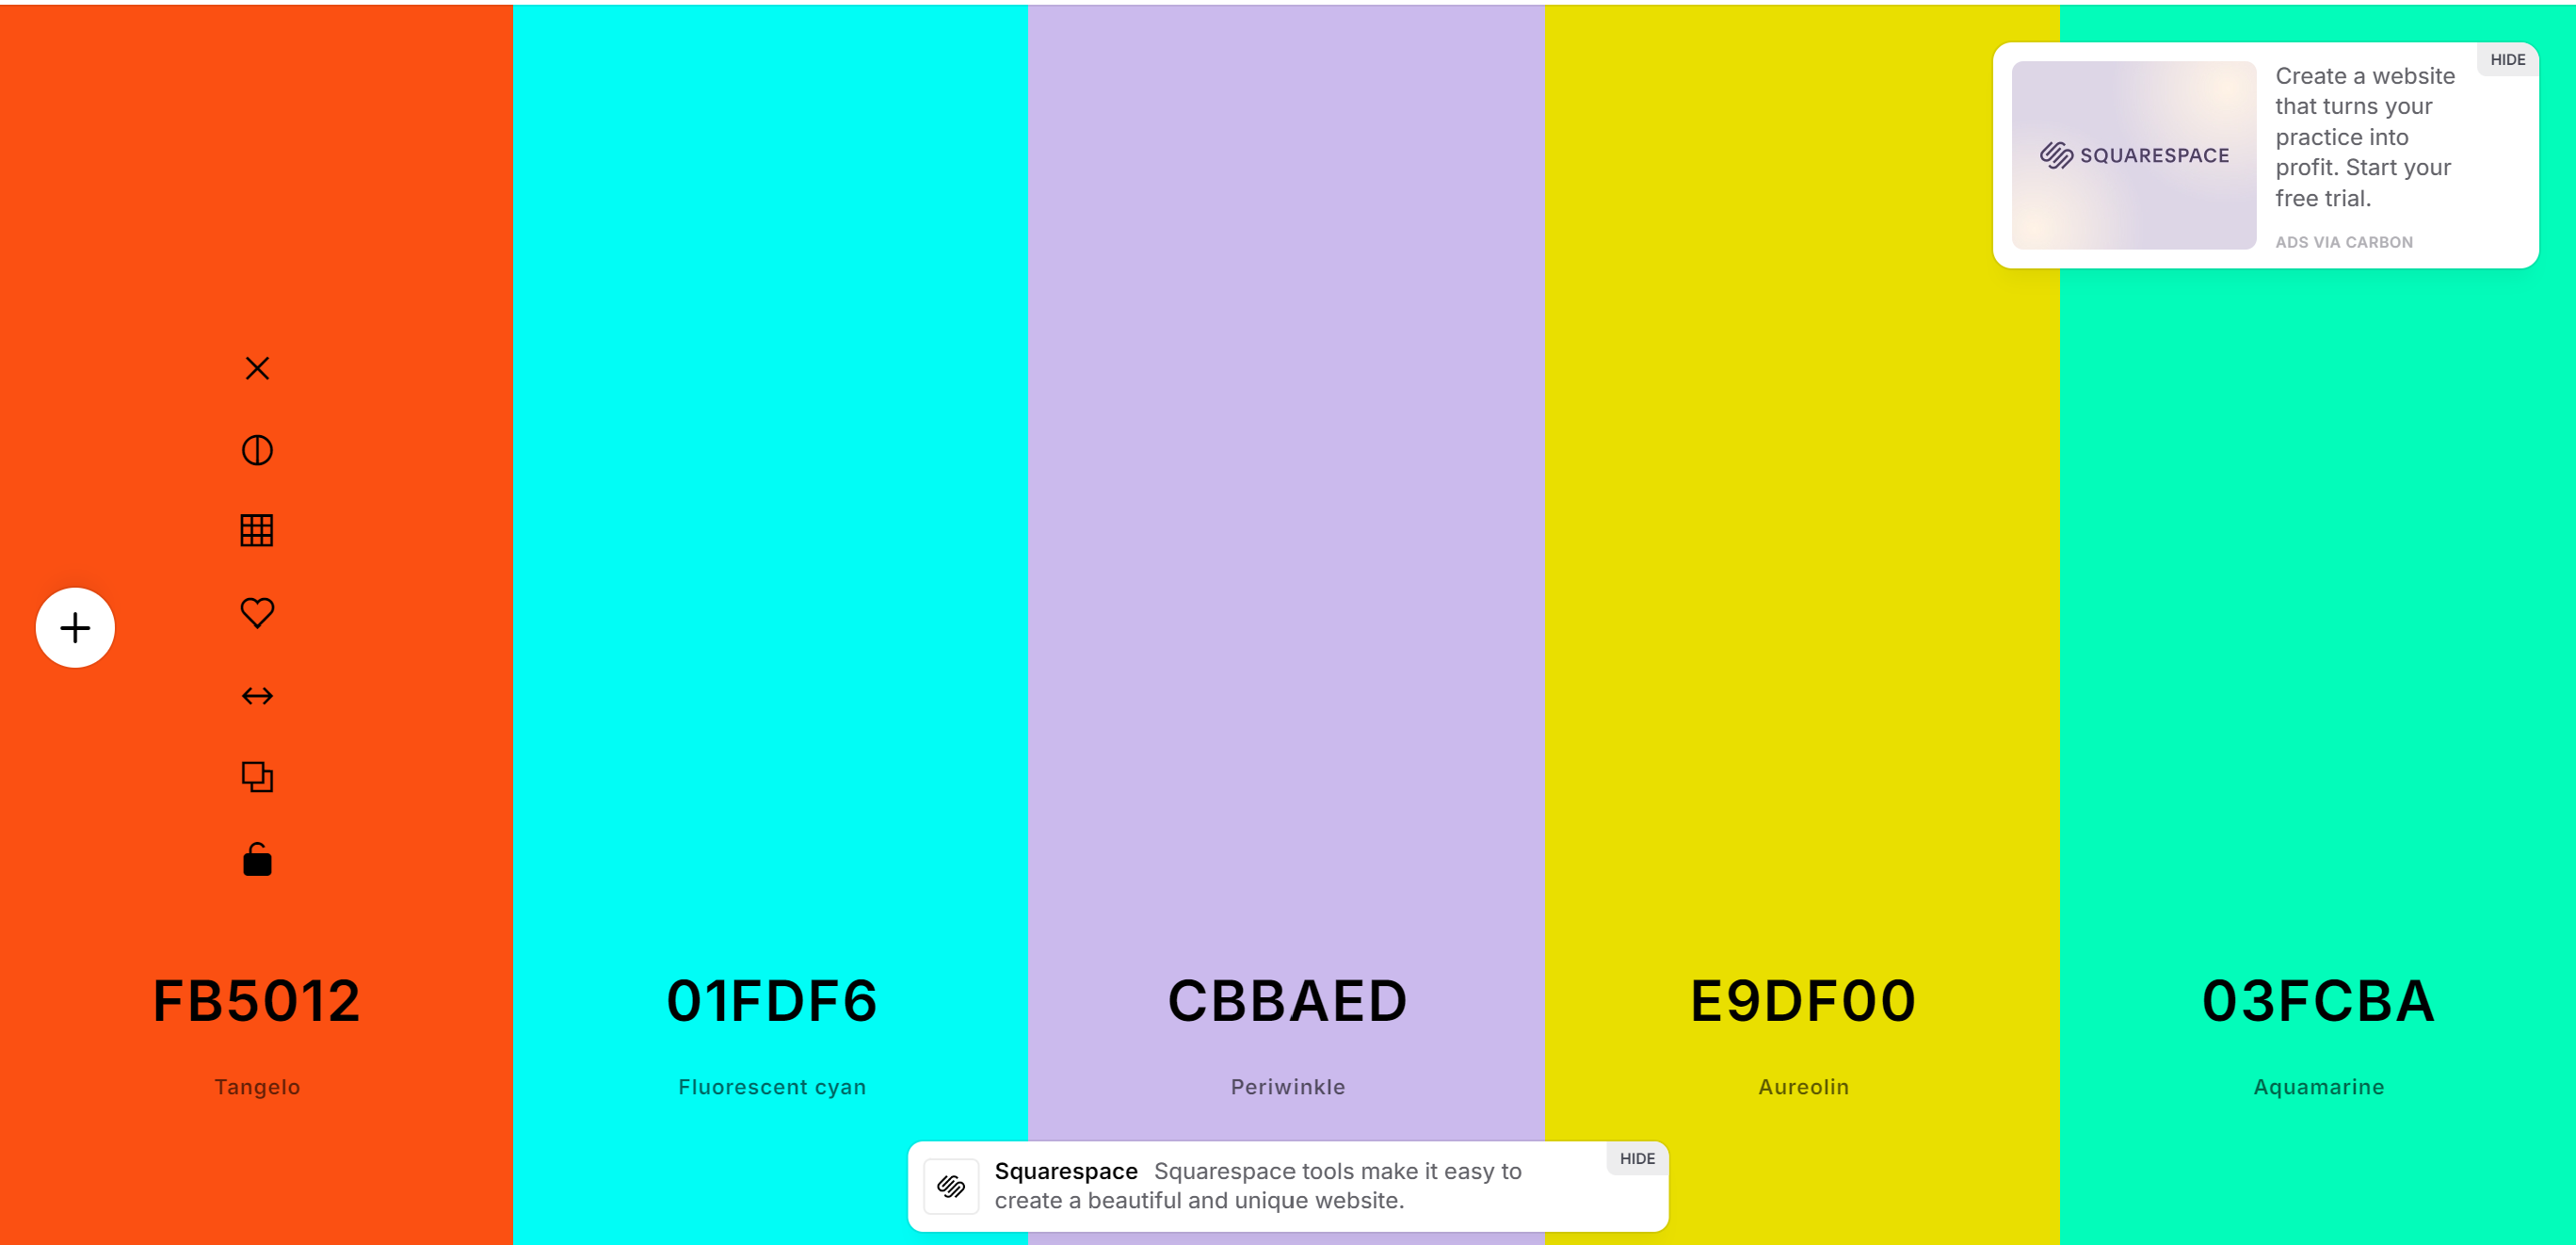 HIDE
SQUARESPACE
Create a website
that turns your
practice into
profit. Start your
free trial.
ADS VIA CARBON
FB5012
Tangelo
01FDF6
Fluorescent cyan
CBBAED
Periwinkle
E9DF00
Aureolin
03FCBA
Aquamarine
HIDE
Squarespace Squarespace tools make it easy to
create a beautiful and unique website.